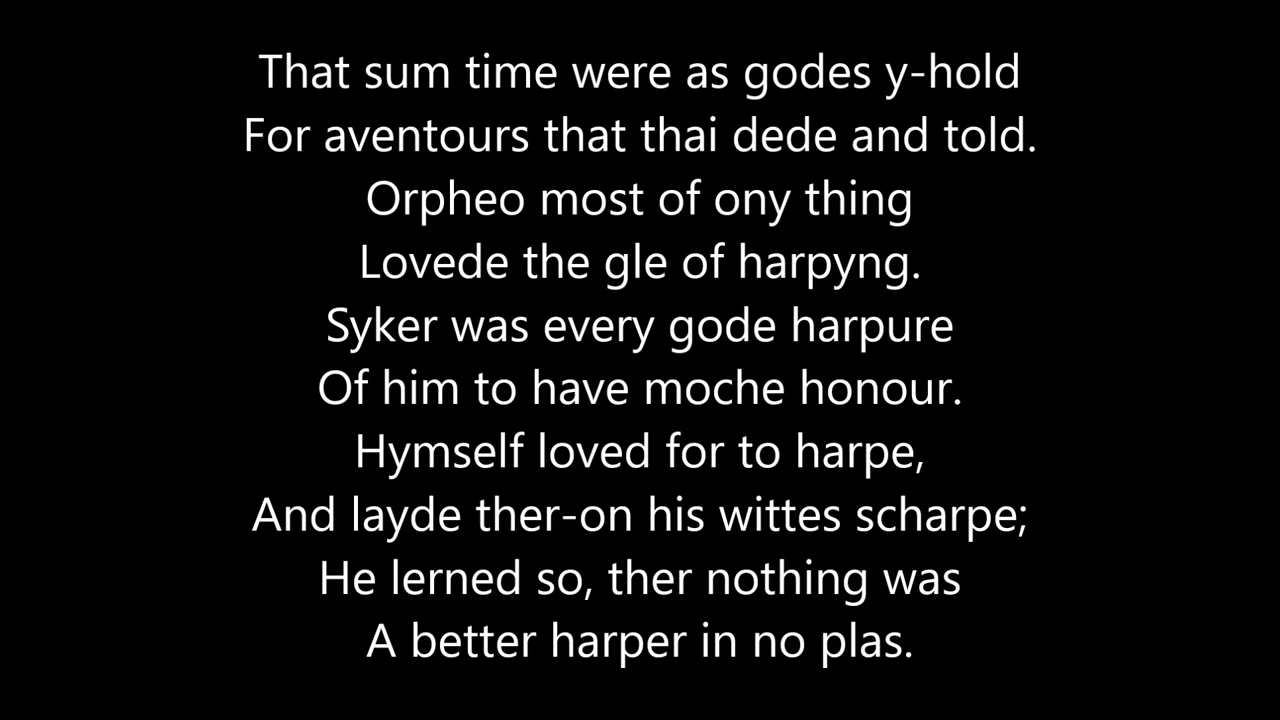 That sum time were as godes y-hold
For aventours that thai dede and told.
Orpheo most of ony thing
Lovede the gle of harpyng.
Syker was every gode harpure
Of him to have moche honour.
Hymself loved for to harpe,
And layde ther-on his wittes scharpe;
He lerned so, ther nothing was
A better harper in no plas.